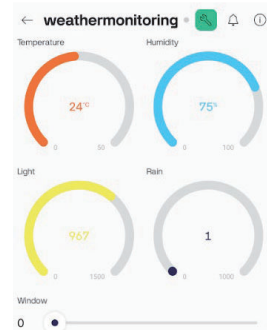 weathermonitoring
Temperature
Humidity
24°C
75%
0
50
0
100
Light
Rain
967
1
0
1500
0
1000
Window
0